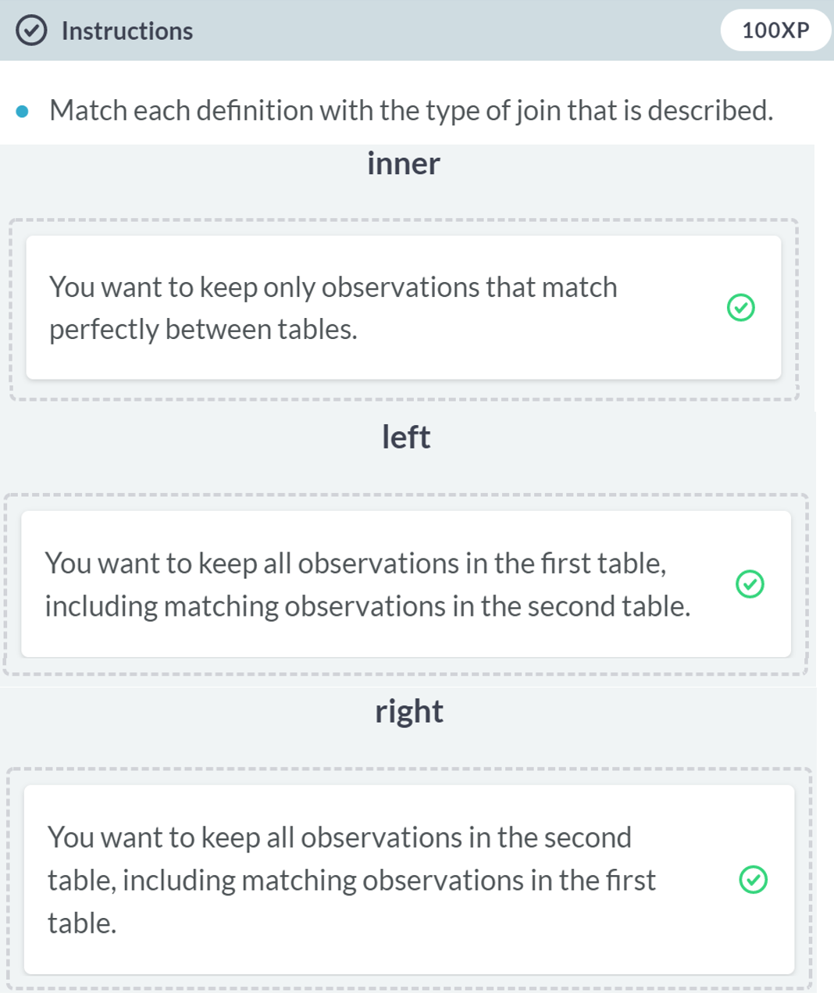 Instructions
100XP
Match each definition with the type of join that is described.
inner
You want to keep only observations that match
perfectly between tables.
left
You want to keep all observations in the first table,
including matching observations in the second table.
right
You want to keep all observations in the second
table, including matching observations in the first
table.